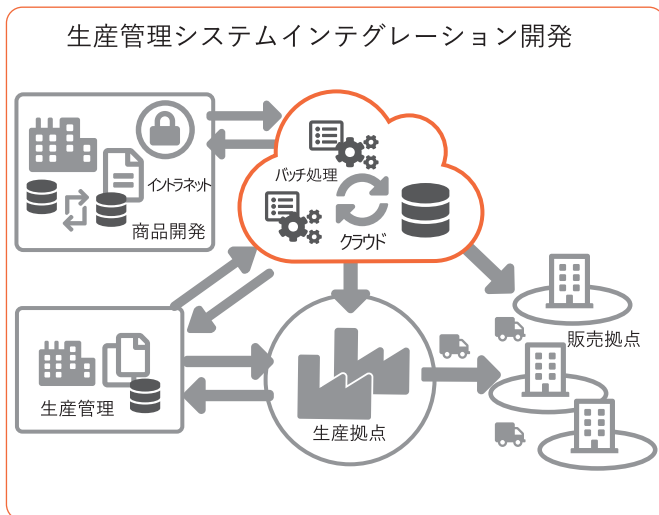 生産管理システムインテグレーション開発
イントラネット
商品開発
バッチ処理
クラウド
販売拠点
生産管理
生産拠点